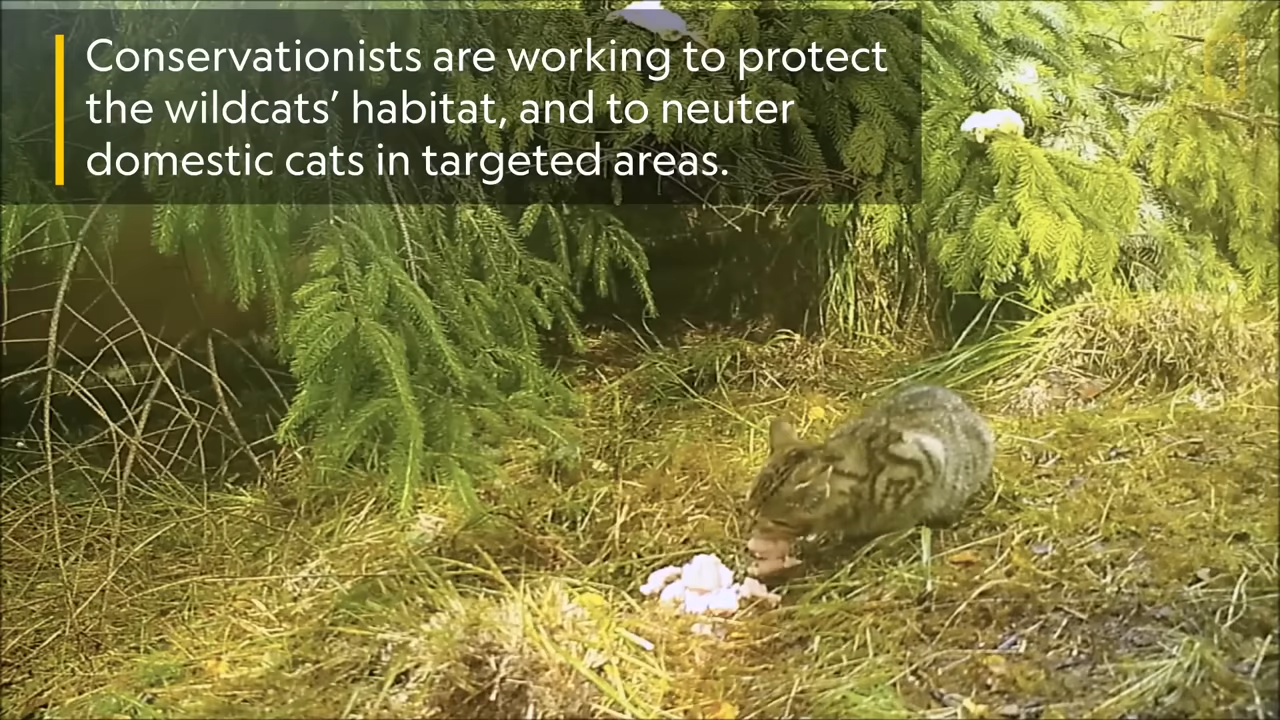 Conservationists are working to protect
the wildcats’ habitat, and to neuter
domestic cats in targeted areas.